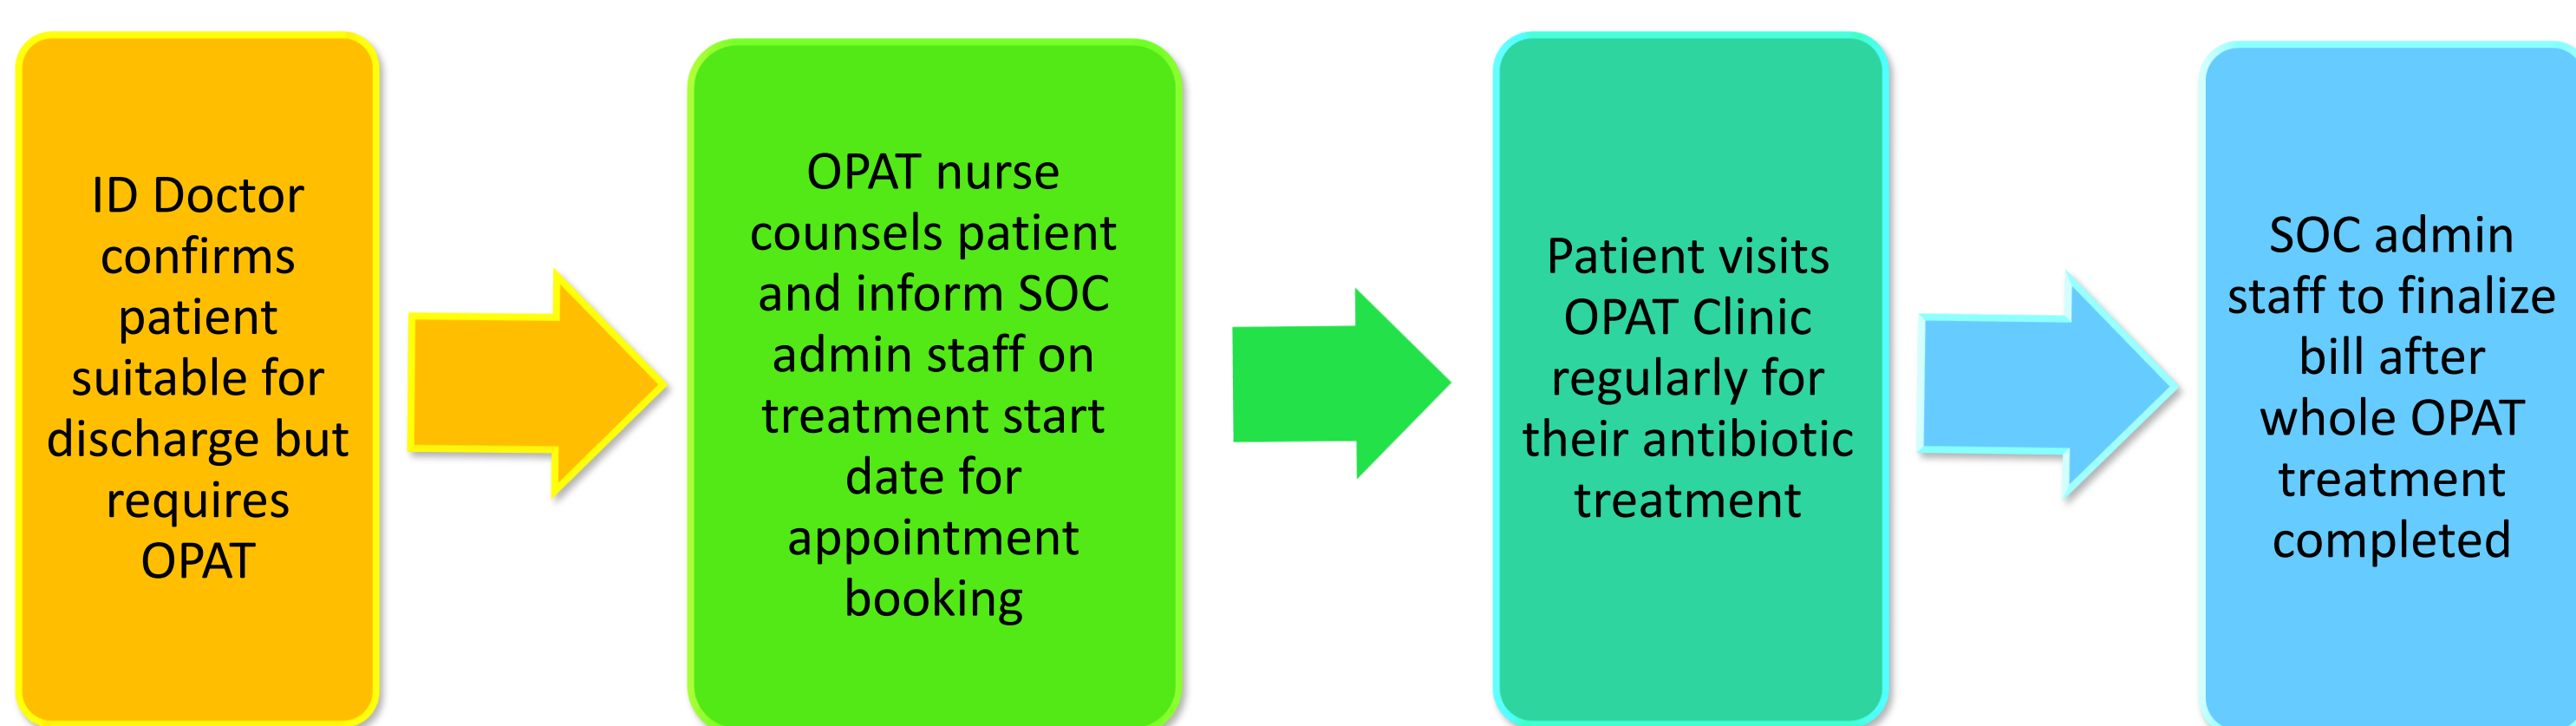 ID Doctor
confirms
patient
suitable for
discharge but
requires
OPAT
OPAT nurse
counsels patient
and inform SOC
admin staff on
treatment start
date for
appointment
booking
Patient visits
OPAT Clinic
regularly for
their antibiotic
treatment
SOC admin
staff to finalize
bill after
whole OPAT
treatment
completed